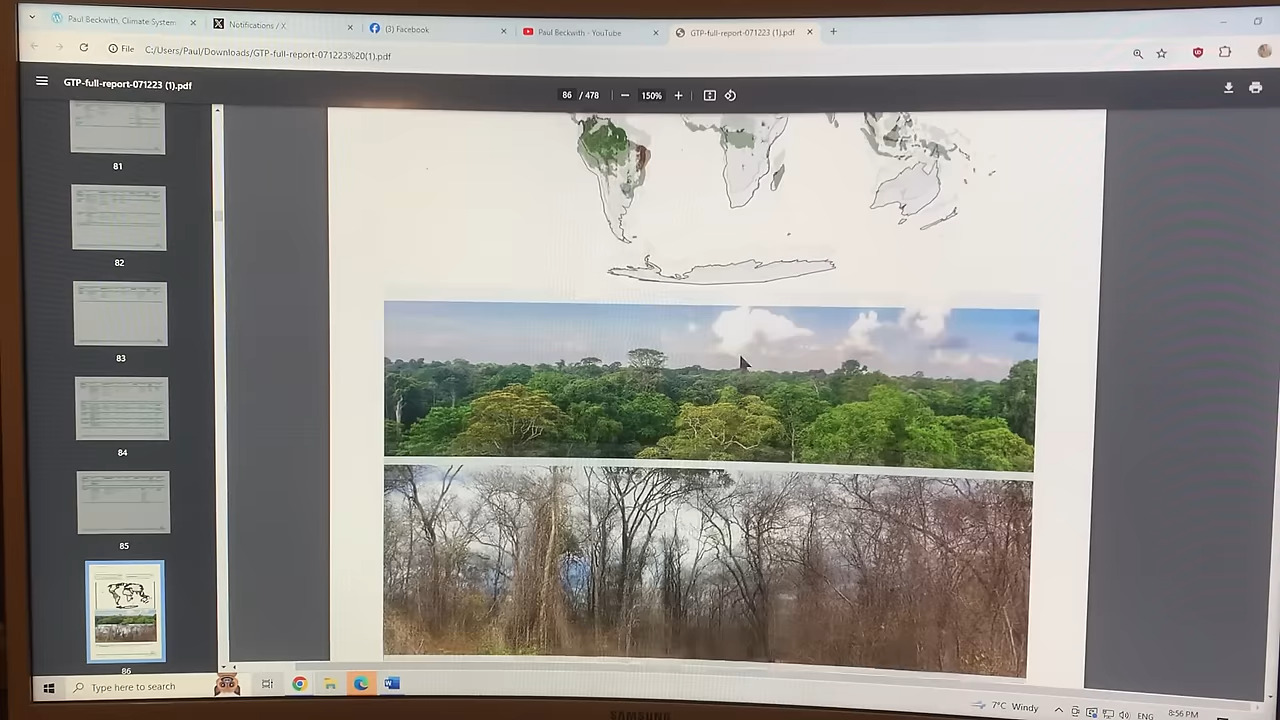 Paul Beckwith, Climate System
Notifications / X
(3) Facebook
Paul Beckwith - YouTube
GTP-full-report-071223 (1).pdf
File
C:/Users/Paul/Downloads/GTP-full-report-071223%20(1).pdf
GTP-full-report-071223 (1).pdf
86 / 478
150%
81
82
83
84
85
86
Type here to search
7°C Windy
ENG
8:56 PM
SAMSUNG